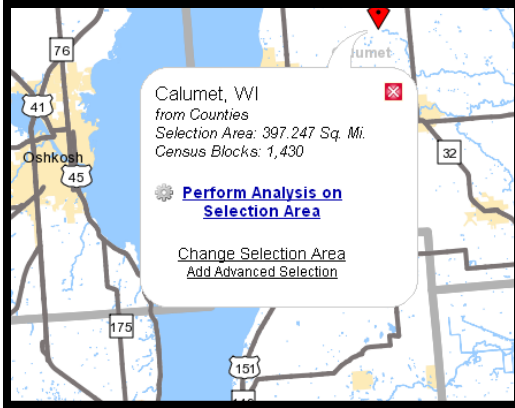 76
umet
Calumet, WI
from Counties
Selection Area: 397.247 Sq. Mi.
Census Blocks: 1,430
41
Oshkosh
45
32
Perform Analysis on
Selection Area
Change Selection Area
Add Advanced Selection
175
151